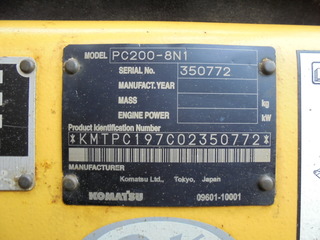 MODEL PC200-8N1
SERIAL No. 350772
MANUFACT.YEAR
MASS kg
ENGINE POWER kW
Product Identification Number
*KMTPC197C02350772*
KOMATSU
Komatsu Ltd., Tokyo, Japan
09601-10001